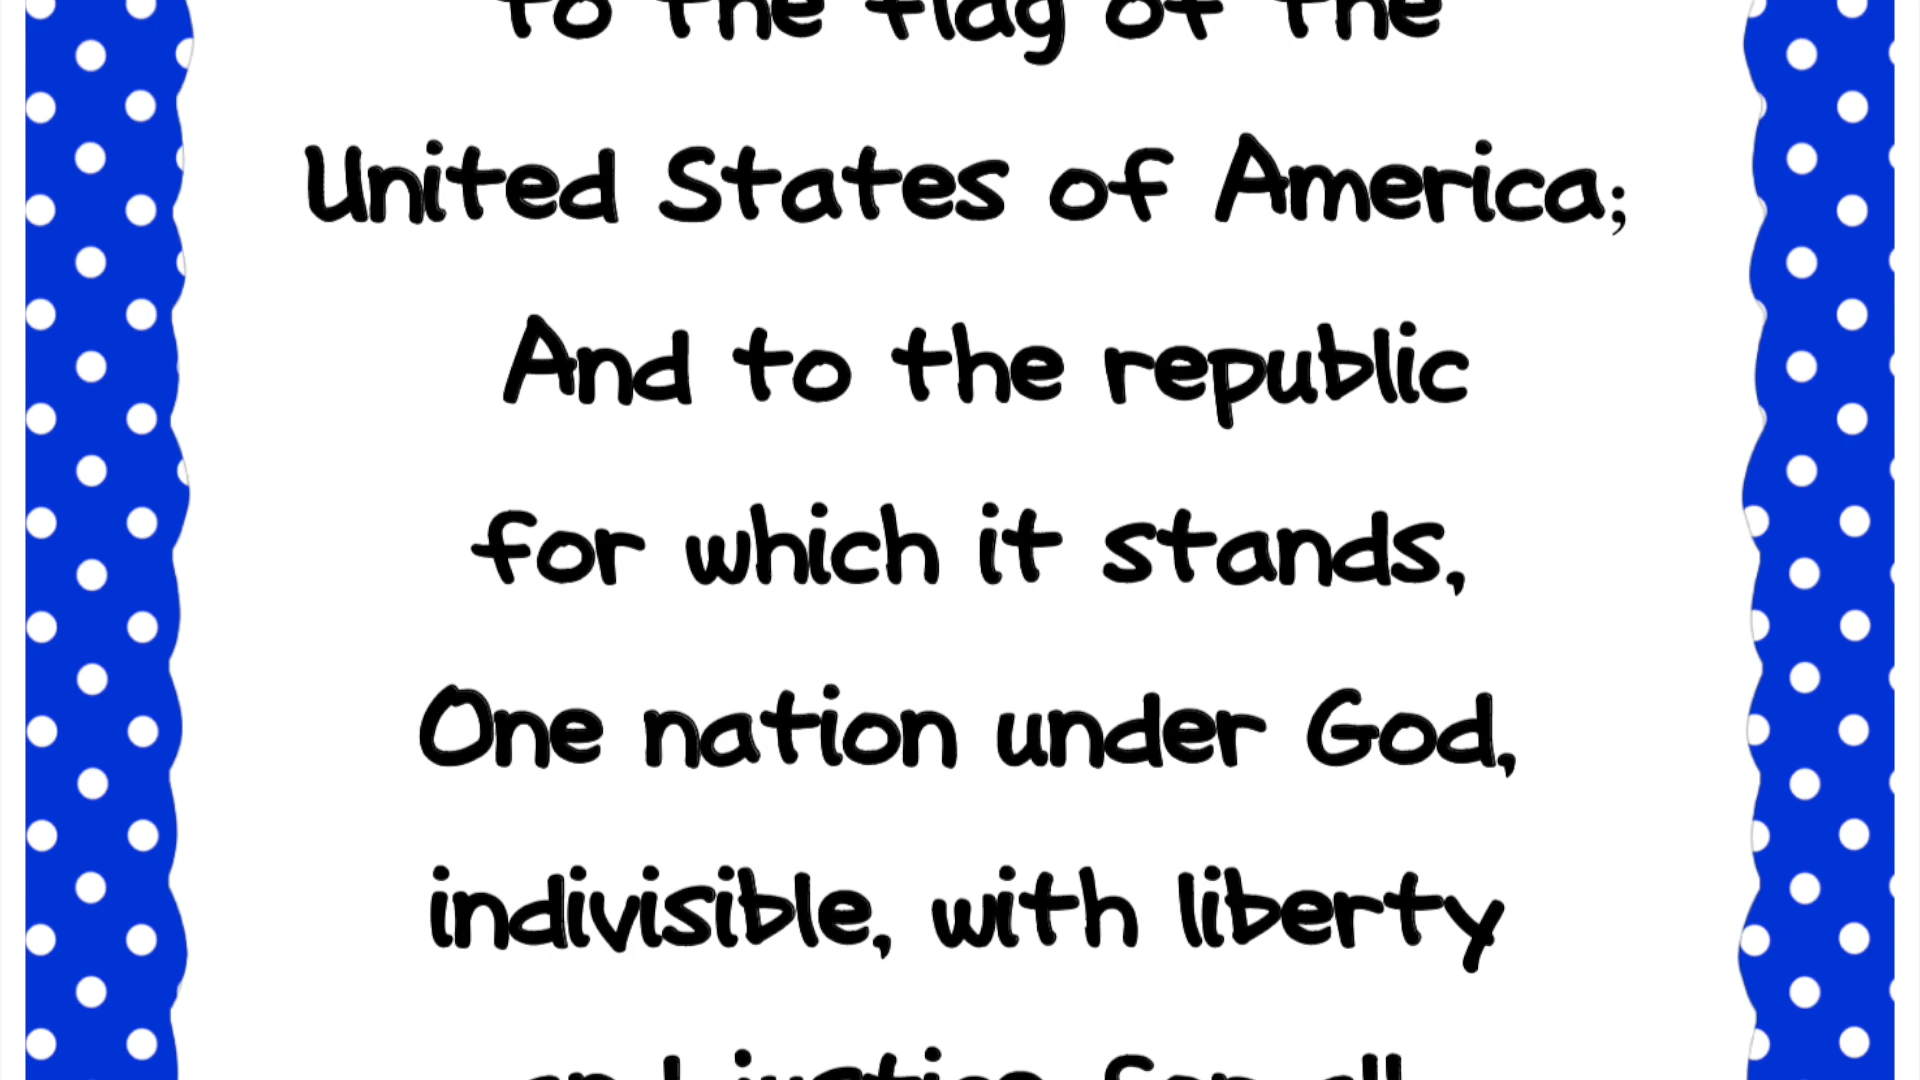 to the flag of the
United States of America;
And to the republic
for which it stands,
One nation under God,
indivisible, with liberty
and justice for all